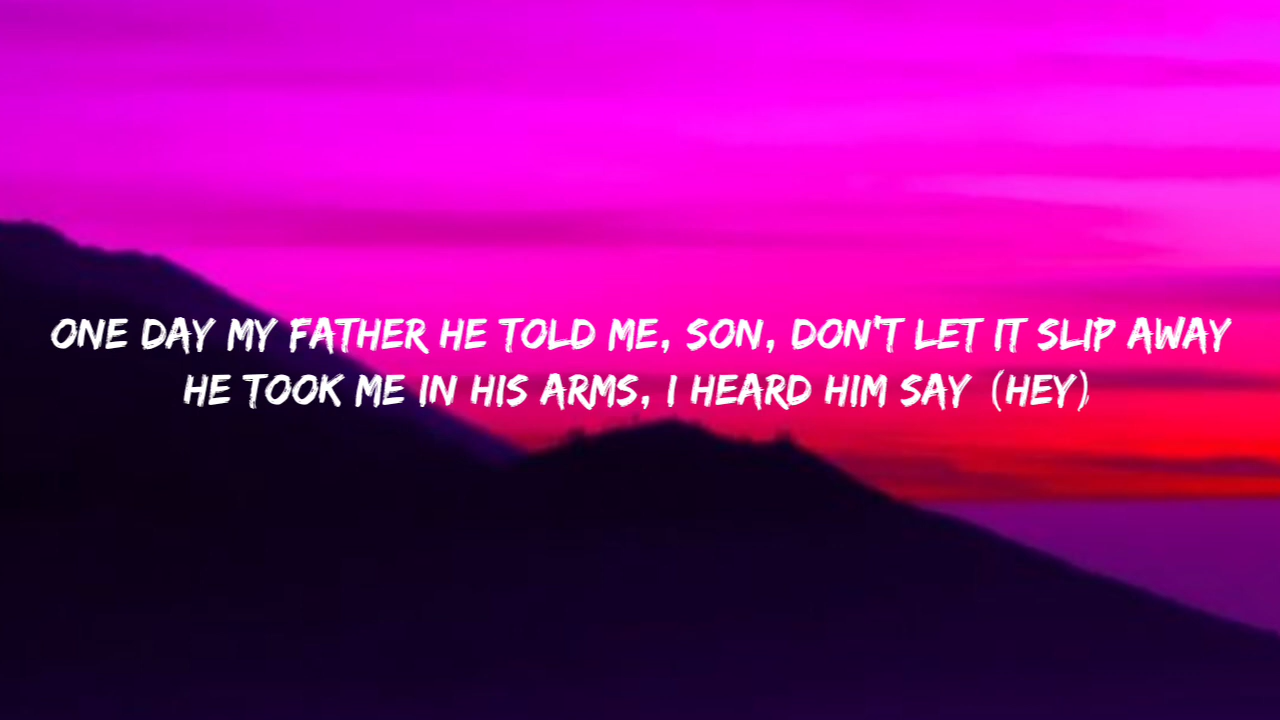 ONE DAY MY FATHER HE TOLD ME, SON, DON'T LET IT SLIP AWAY
HE TOOK ME IN HIS ARMS, I HEARD HIM SAY (HEY)